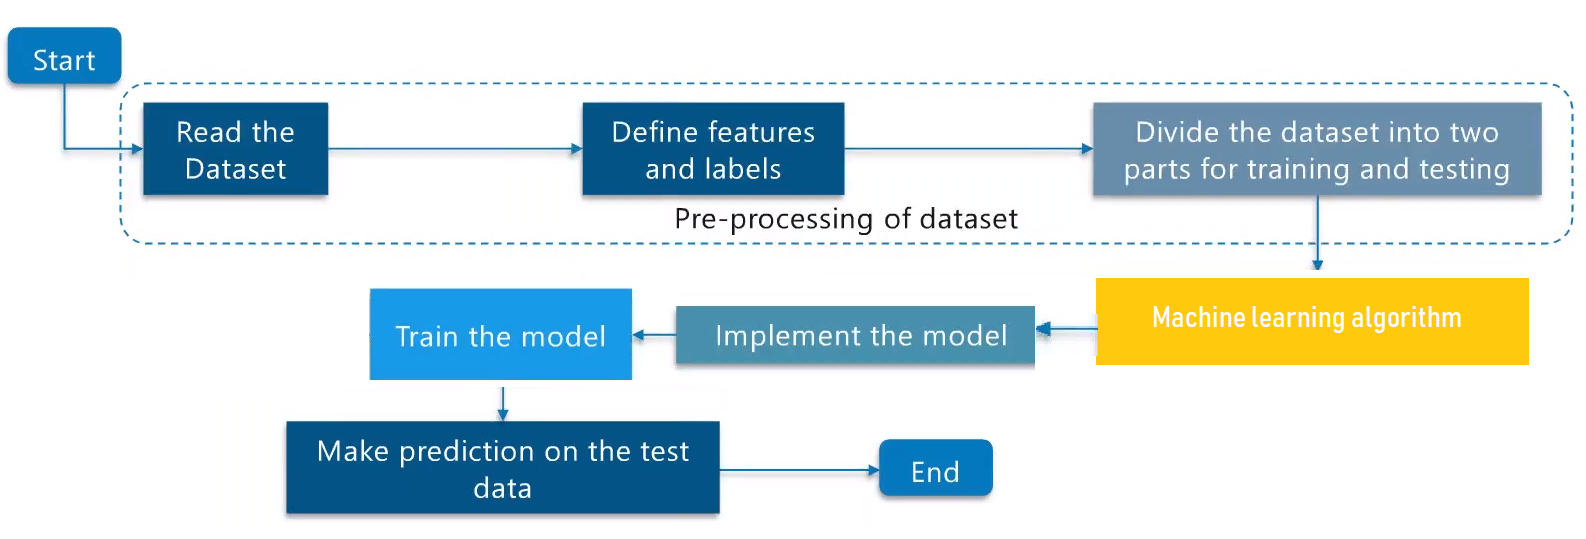 Start
Read the
Dataset
Define features
and labels
Divide the dataset into two
parts for training and testing
Pre-processing of dataset
Machine learning algorithm
Implement the model
Train the model
Make prediction on the test
data
End